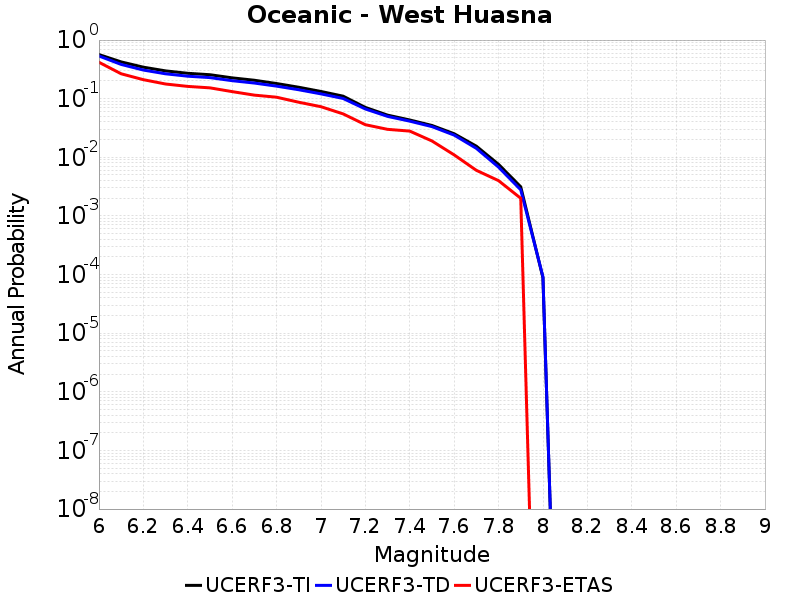 Oceanic - West Huasna
Annual Probability
10^0
10^-1
10^-2
10^-3
10^-4
10^-5
10^-6
10^-7
10^-8
6 6.2 6.4 6.6 6.8 7 7.2 7.4 7.6 7.8 8 8.2 8.4 8.6 8.8 9
Magnitude
UCERF3-TI UCERF3-TD UCERF3-ETAS